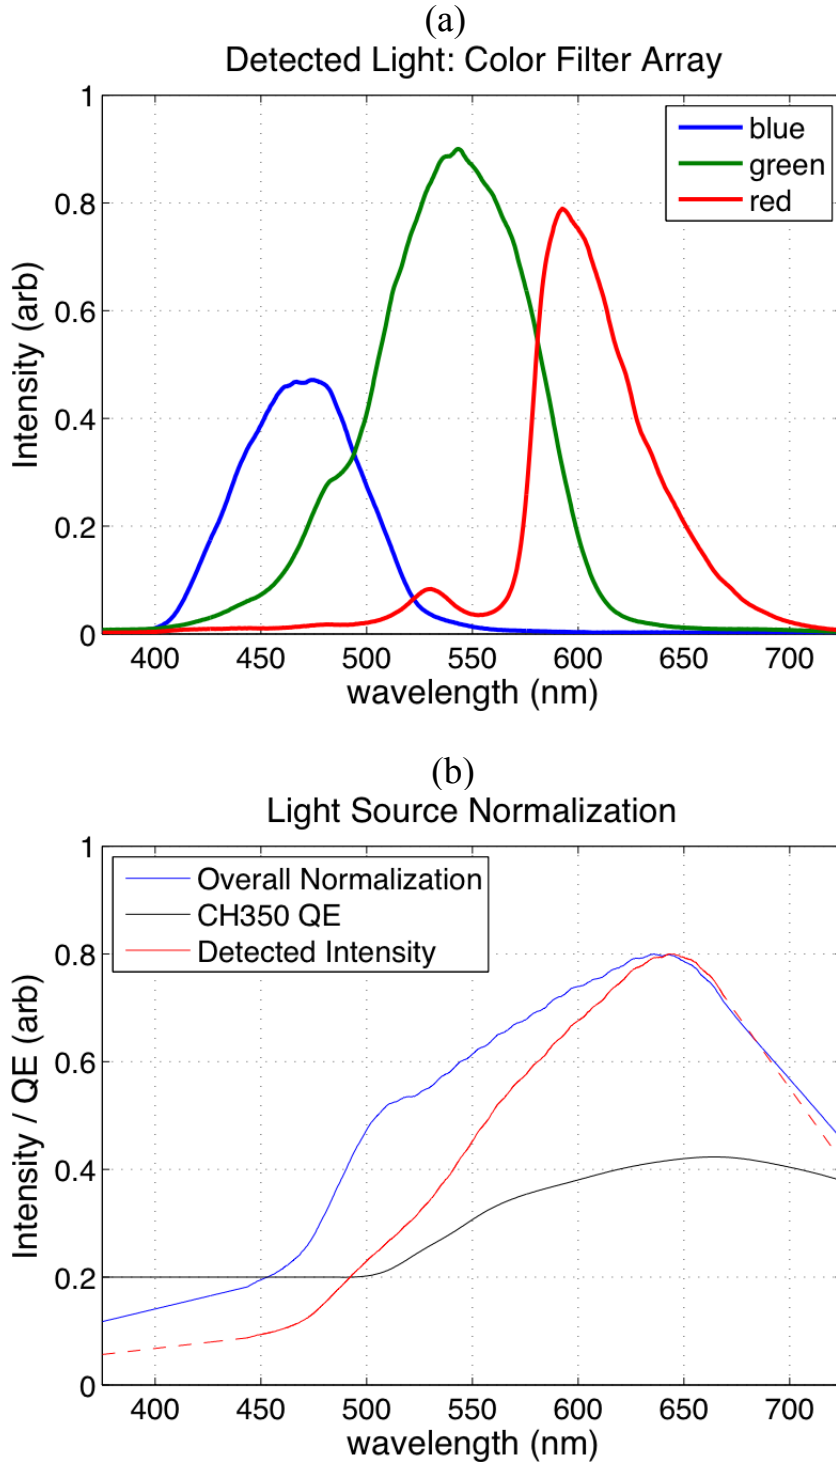 (a)
Detected Light: Color Filter Array
1
0.8
0.6
0.4
0.2
0
Intensity (arb)
blue
green
red
400 450 500 550 600 650 700
wavelength (nm)
(b)
Light Source Normalization
1
0.8
0.6
0.4
0.2
0
Intensity / QE (arb)
Overall Normalization
CH350 QE
Detected Intensity
400 450 500 550 600 650 700
wavelength (nm)